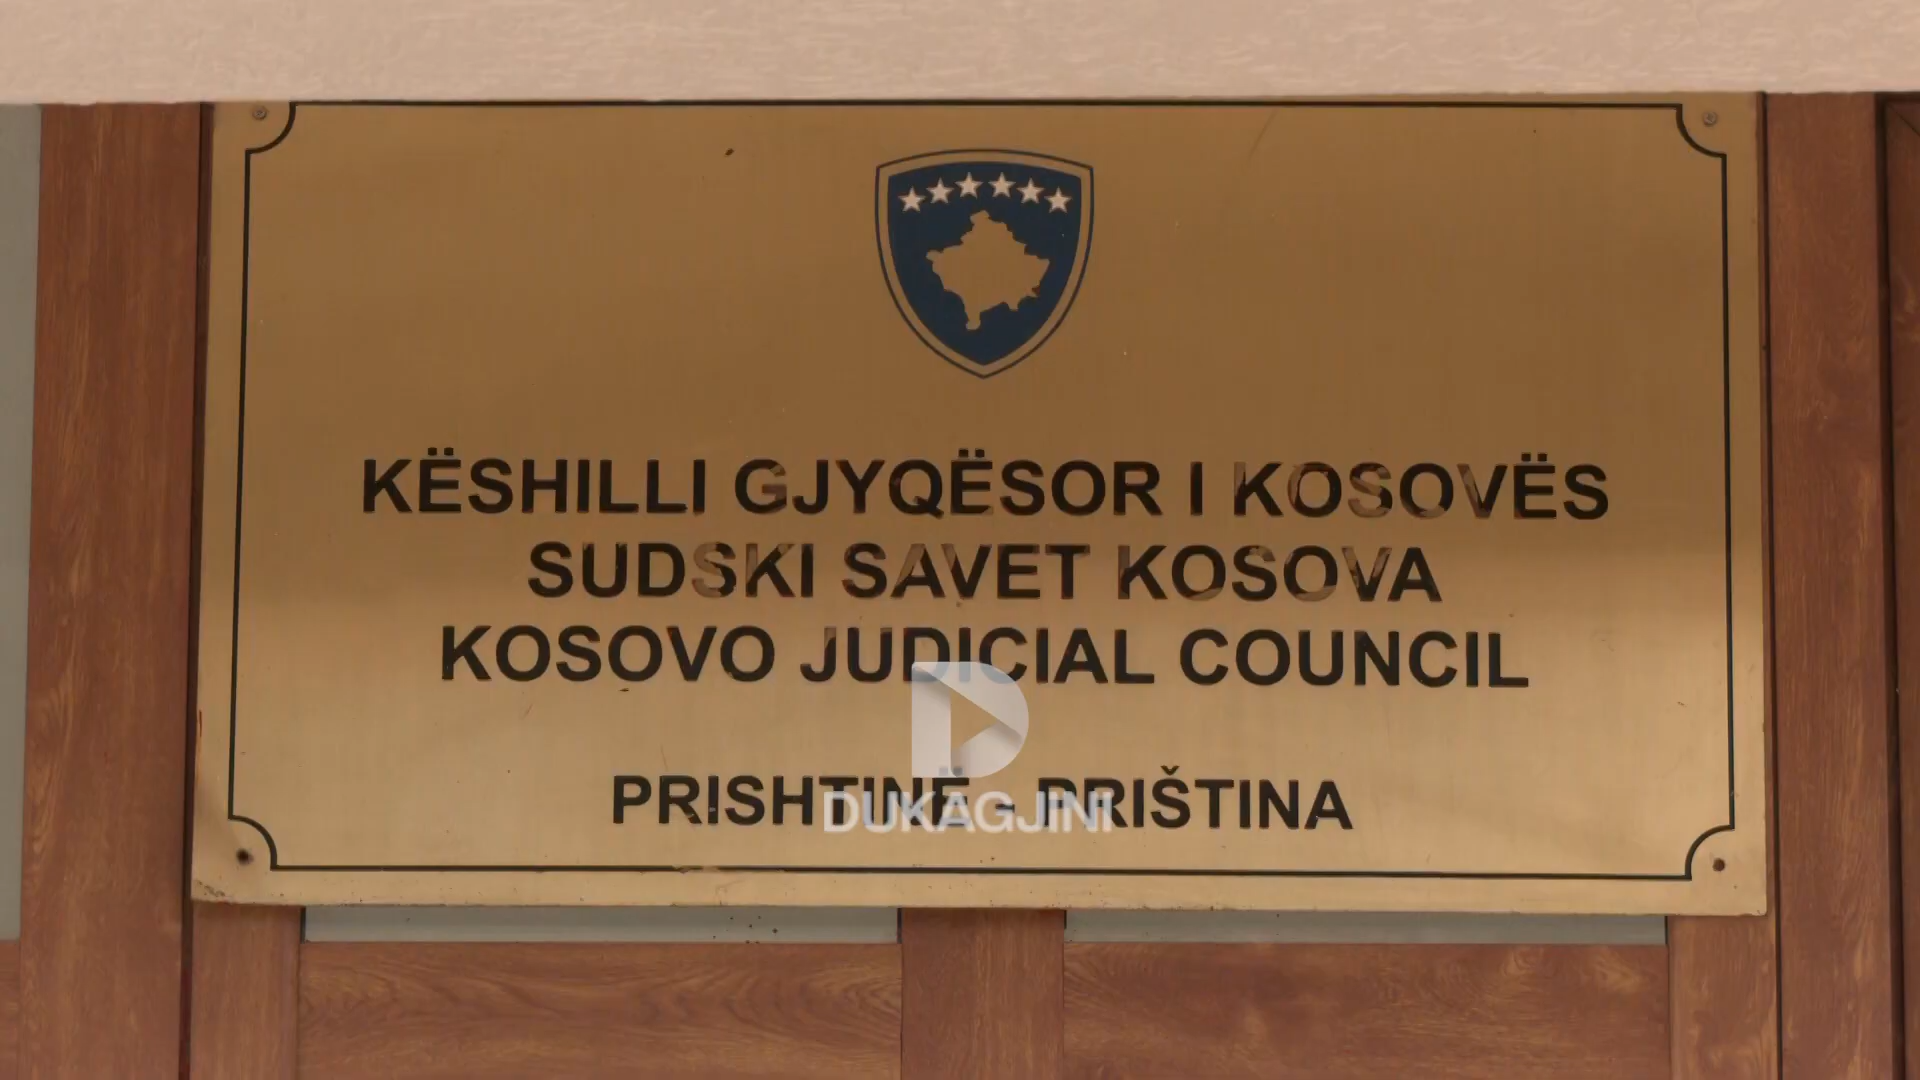 KËSHILLI GJYQËSOR I KOSOVËS
SUDSKI SAVET KOSOVA
KOSOVO JUDICIAL COUNCIL
PRISHTINË - PRIŠTINA
DUKAGJINI